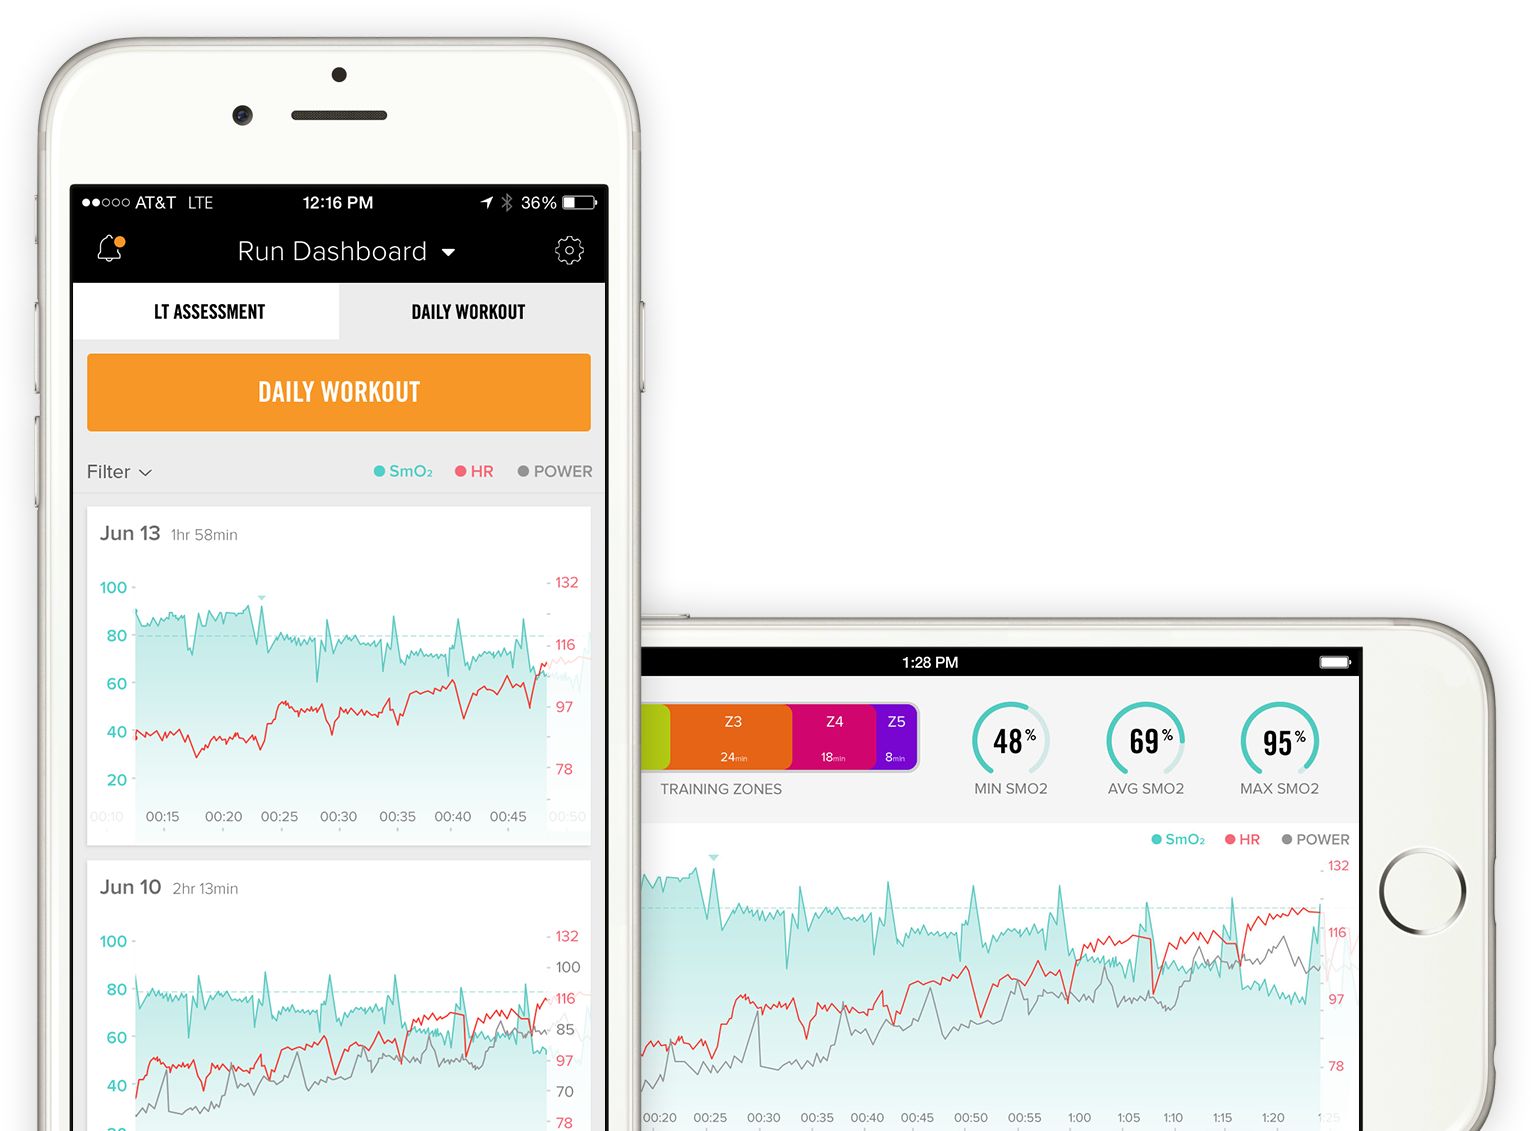 AT&T LTE 12:16 PM 36%
Run Dashboard
LT ASSESSMENT DAILY WORKOUT
DAILY WORKOUT
Filter SmO₂ HR POWER
Jun 13 1hr 58min
100 132
80 116
60 97
40 78
20
00:10 00:15 00:20 00:25 00:30 00:35 00:40 00:45 00:50
Jun 10 2hr 13min
100 132
100
80 116
60 85
97
40 70
78
1:28 PM
Z3 Z4 Z5
24min 18min 8min
TRAINING ZONES
48% 69% 95%
MIN SMO2 AVG SMO2 MAX SMO2
SmO₂ HR POWER
132
116
97
78
00:20 00:25 00:30 00:35 00:40 00:45 00:50 00:55 1:00 1:05 1:10 1:15 1:20 1:25